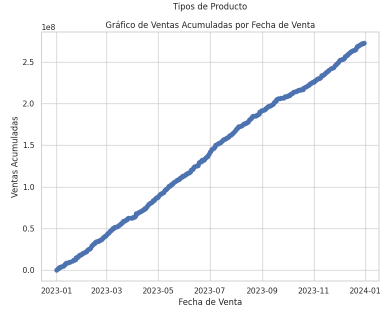 Tipos de Producto
Gráfico de Ventas Acumuladas por Fecha de Venta
1e8
2.5
2.0
1.5
1.0
0.5
0.0
Ventas Acumuladas
2023-01 2023-03 2023-05 2023-07 2023-09 2023-11 2024-01
Fecha de Venta